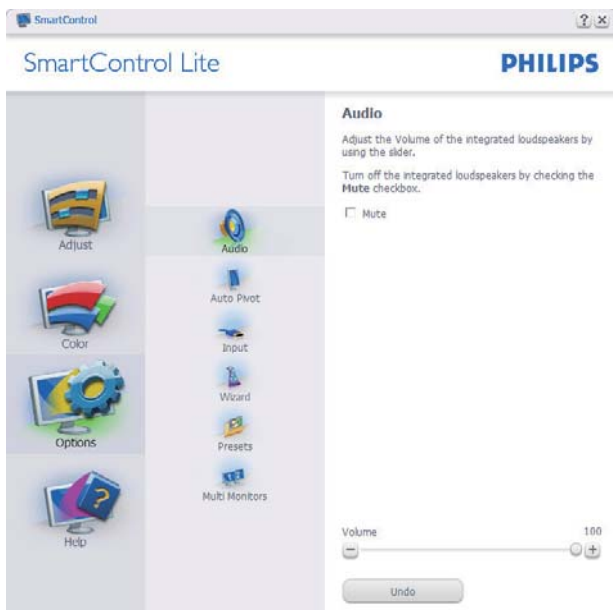 SmartControl
? ×
SmartControl Lite
PHILIPS
Adjust
Color
Options
Help
Audio
Auto Pivot
Input
Wizard
Presets
Multi Monitors
Audio
Adjust the Volume of the integrated loudspeakers by
using the slider.
Turn off the integrated loudspeakers by checking the
Mute checkbox.
Mute
Volume 100
Undo